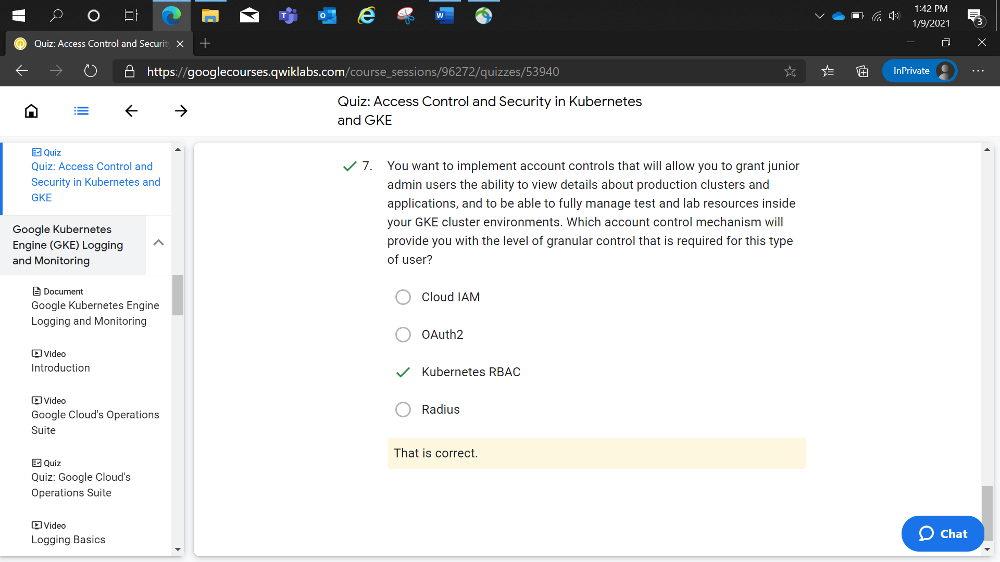 1:42 PM
1/9/2021
3
Quiz: Access Control and Securit
https://googlecourses.qwiklabs.com/course_sessions/96272/quizzes/53940
InPrivate
Quiz: Access Control and Security in Kubernetes
and GKE
Quiz
Quiz: Access Control and
Security in Kubernetes and
GKE
Google Kubernetes
Engine (GKE) Logging
and Monitoring
Document
Google Kubernetes Engine
Logging and Monitoring
Video
Introduction
Video
Google Cloud's Operations
Suite
Quiz
Quiz: Google Cloud's
Operations Suite
Video
Logging Basics
7. You want to implement account controls that will allow you to grant junior
admin users the ability to view details about production clusters and
applications, and to be able to fully manage test and lab resources inside
your GKE cluster environments. Which account control mechanism will
provide you with the level of granular control that is required for this type
of user?
Cloud IAM
OAuth2
Kubernetes RBAC
Radius
That is correct.
Chat